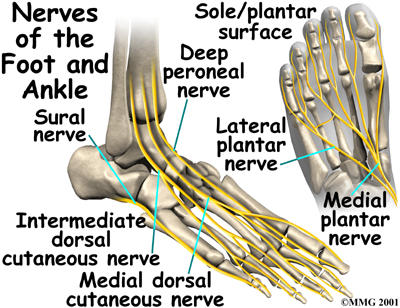 Nerves
of the
Foot and
Ankle
Sural
nerve
Deep
peroneal
nerve
Sole/plantar
surface
Lateral
plantar
nerve
Medial
plantar
nerve
Intermediate
dorsal
cutaneous nerve
Medial dorsal
cutaneous nerve
©MMG 2001